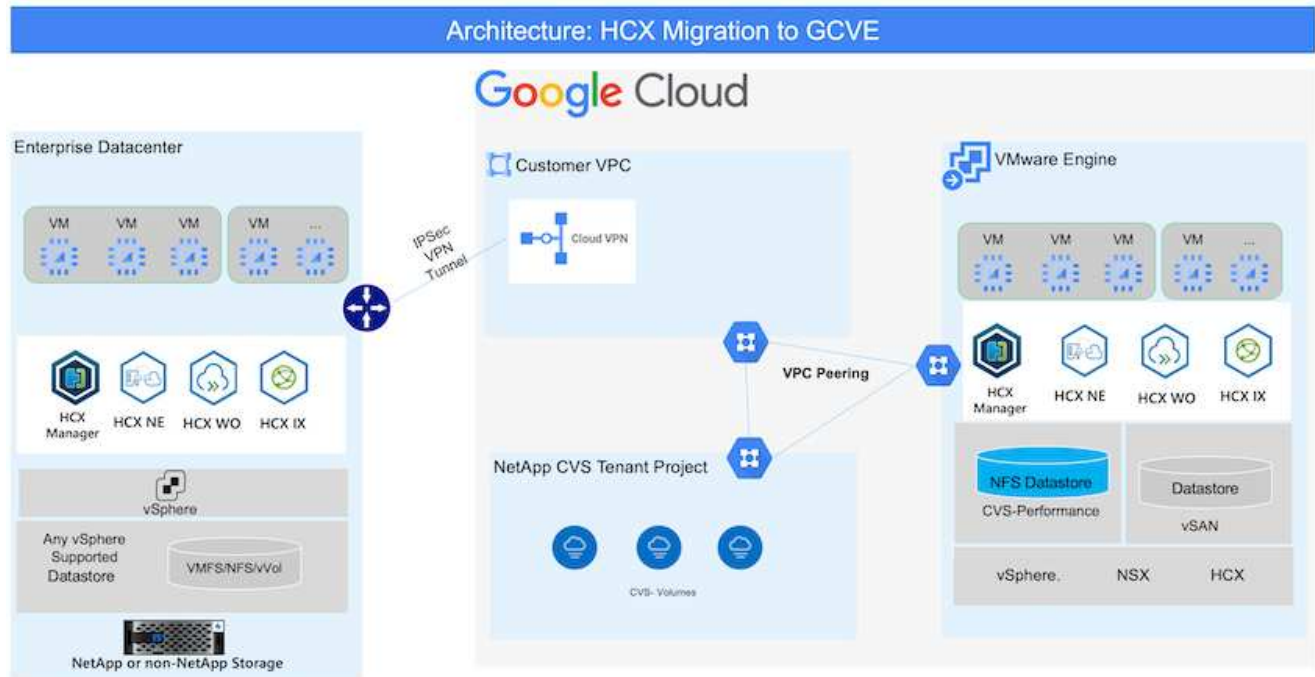 Architecture: HCX Migration to GCVE
Google Cloud
Enterprise Datacenter
VM
VM
VM
VM
...
HCX
Manager
HCX NE
HCX WO
HCX IX
vSphere
Any vSphere
Supported
Datastore
VMFS/NFS/vVol
NetApp or non-NetApp Storage
IPSec
VPN
Tunnel
Customer VPC
Cloud VPN
VPC Peering
NetApp CVS Tenant Project
CVS- Volumes
VMware Engine
VM
VM
VM
VM
...
HCX
Manager
HCX NE
HCX WO
HCX IX
NFS Datastore
CVS-Performance
Datastore
vSAN
vSphere.
NSX
HCX